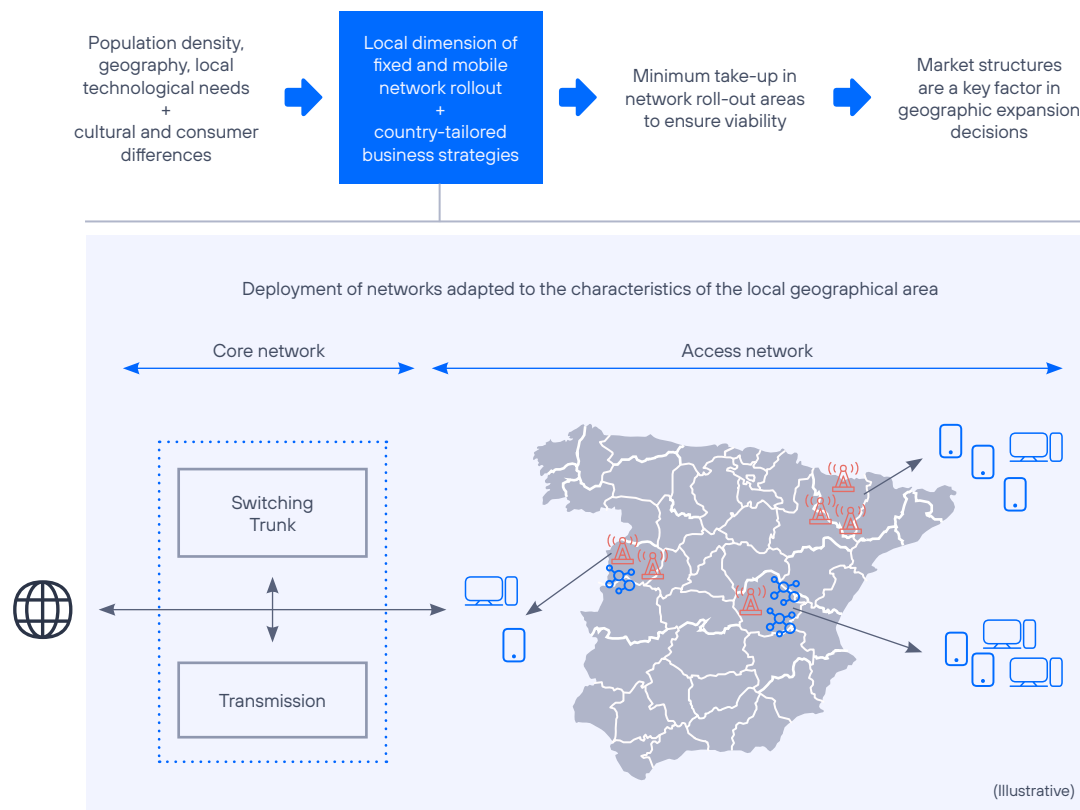 Population density,
geography, local
technological needs
+
cultural and consumer
differences
Local dimension of
fixed and mobile
network rollout
+
country-tailored
business strategies
Minimum take-up in
network roll-out areas
to ensure viability
Market structures
are a key factor in
geographic expansion
decisions
Deployment of networks adapted to the characteristics of the local geographical area
Core network
Access network
Switching
Trunk
Transmission
(Illustrative)